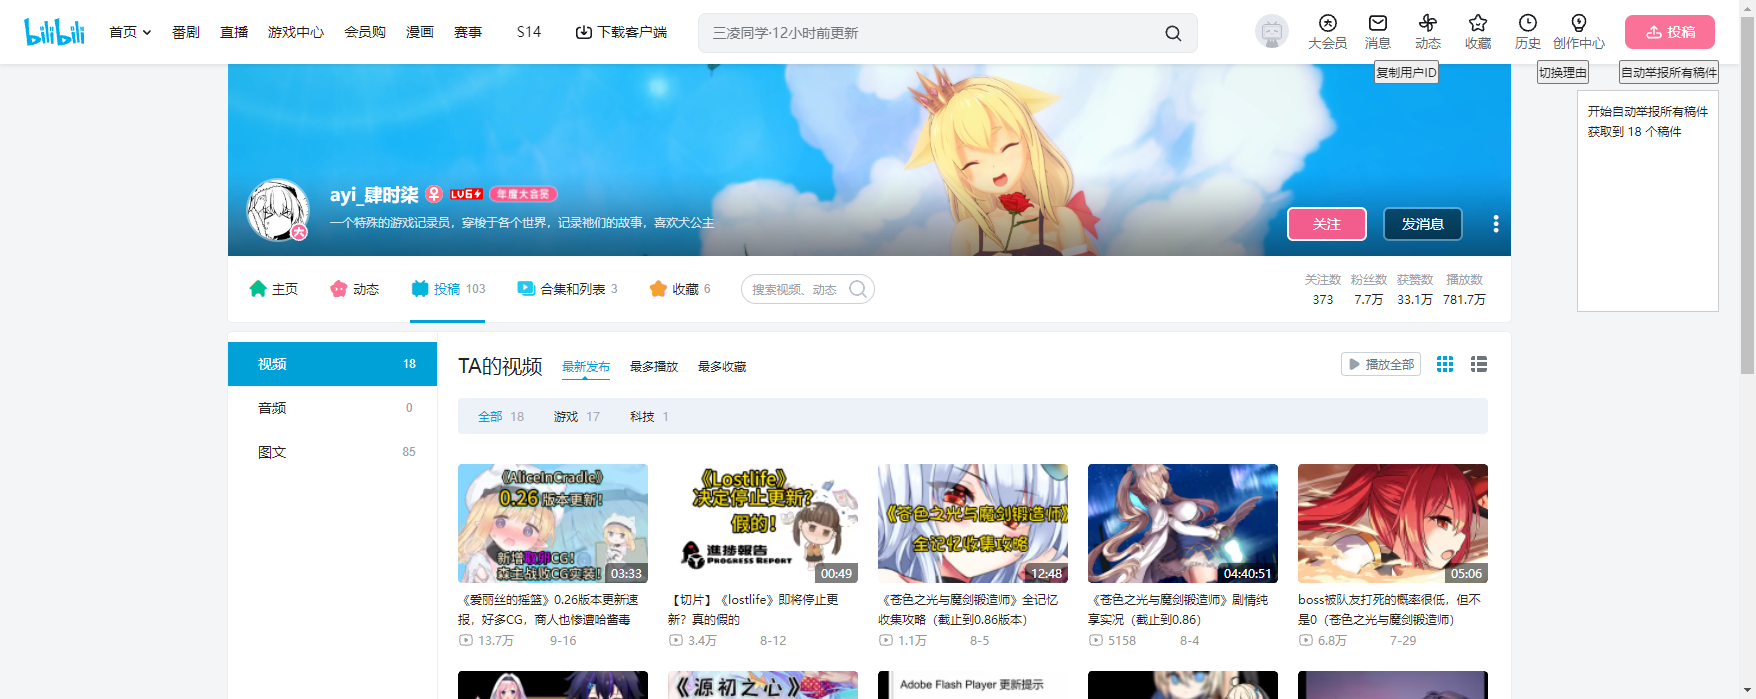 bilibili
首页
番剧
直播
游戏中心
会员购
漫画
赛事
S14
下载客户端
三凌同学·12小时前更新
大会员
消息
动态
收藏
历史
创作中心
投稿
复制用户ID
切换理由
自动举报所有稿件
开始自动举报所有稿件
获取到 18 个稿件
ayi_肆时柒
LV6
年度大会员
一个特殊的游戏记录员，穿梭于各个世界，记录祂们的故事，喜欢犬公主
大
关注
发消息
主页
动态
投稿 103
合集和列表 3
收藏 6
搜索视频、动态
关注数 粉丝数 获赞数 播放数
373 7.7万 33.1万 781.7万
视频 18
音频 0
图文 85
TA的视频
最新发布
最多播放
最多收藏
播放全部
全部 18
游戏 17
科技 1
《AliceInCradle》
0.26版本更新!
新增取卵CG!
森主战败CG实装!
03:33
《爱丽丝的摇篮》0.26版本更新速
报，好多CG，商人也惨遭哈酱毒
13.7万 9-16
《Lostlife》
决定停止更新?
假的!
進捗報告
PROGRESS REPORT
00:49
【切片】《lostlife》即将停止更
新？真的假的
3.4万 8-12
《苍色之光与魔剑锻造师》
全记忆收集攻略
12:48
《苍色之光与魔剑锻造师》全记忆
收集攻略（截止到0.86版本）
1.1万 8-5
04:40:51
《苍色之光与魔剑锻造师》剧情纯
享实况（截止到0.86）
5158 8-4
05:06
boss被队友打死的概率很低，但不
是0（苍色之光与魔剑锻造师）
6.8万 7-29
《源初之心》
Adobe Flash Player 更新提示